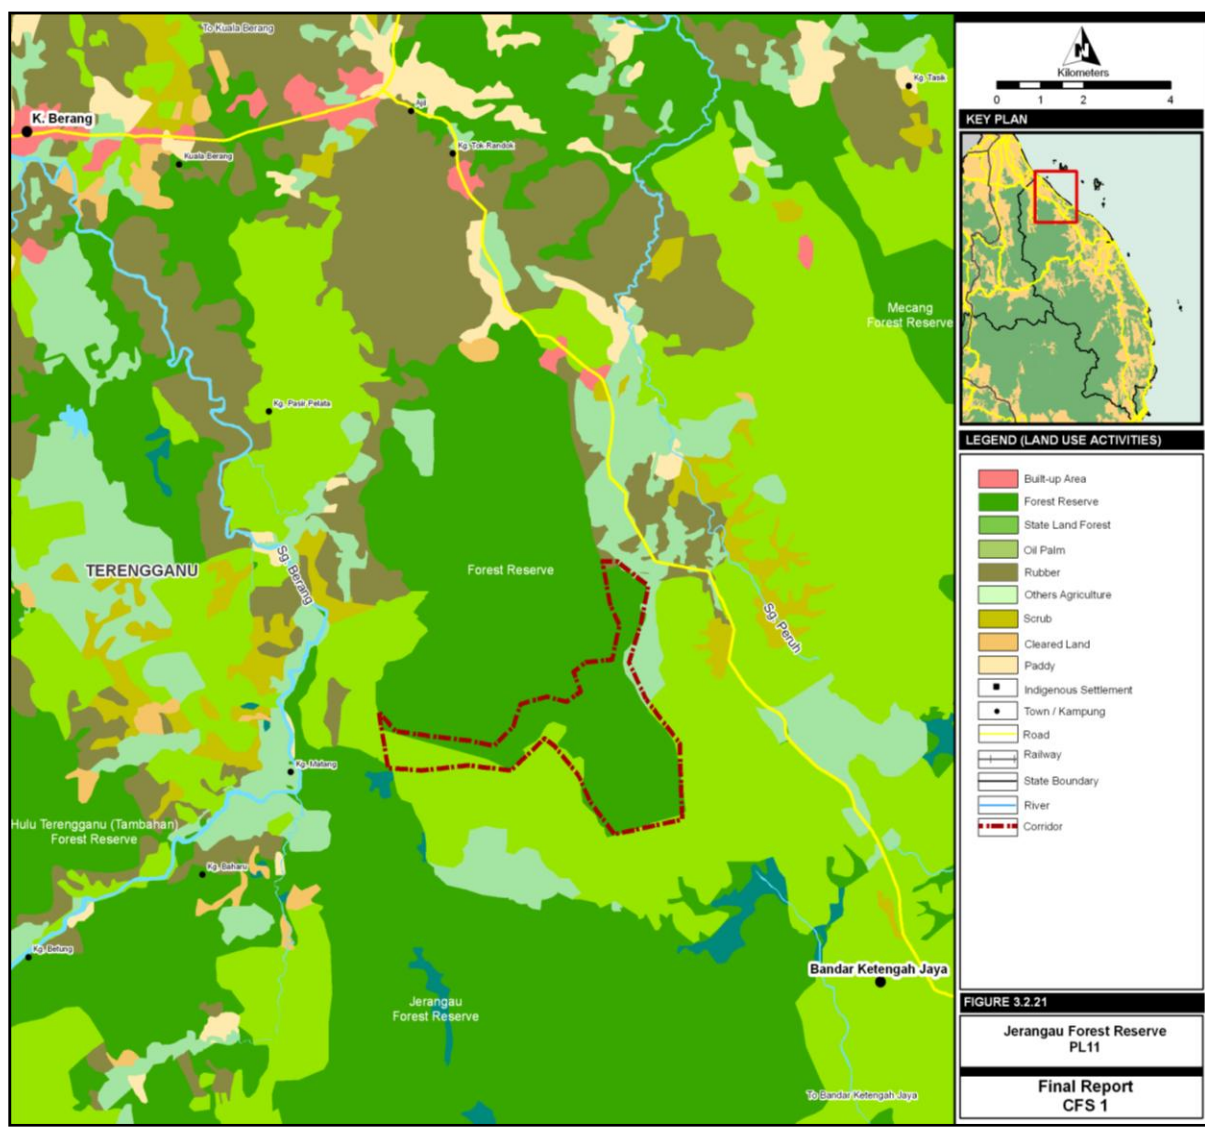 To Kuala Berang
K. Berang
Kuala Berang
Ajil
Kg. Tok Randok
Kg. Tasik
Mecang
Forest Reserve
Kg. Pasir Pelata
TERENGGANU
Sg. Berang
Forest Reserve
Sg. Peruh
Kg. Matang
Hulu Terengganu (Tambahan)
Forest Reserve
Kg. Baharu
Kg. Betung
Jerangau
Forest Reserve
Bandar Ketengah Jaya
To Bandar Ketengah Jaya
N
Kilometers
0 1 2 4
KEY PLAN
LEGEND (LAND USE ACTIVITIES)
Built-up Area
Forest Reserve
State Land Forest
Oil Palm
Rubber
Others Agriculture
Scrub
Cleared Land
Paddy
Indigenous Settlement
Town / Kampung
Road
Railway
State Boundary
River
Corridor
FIGURE 3.2.21
Jerangau Forest Reserve
PL11
Final Report
CFS 1